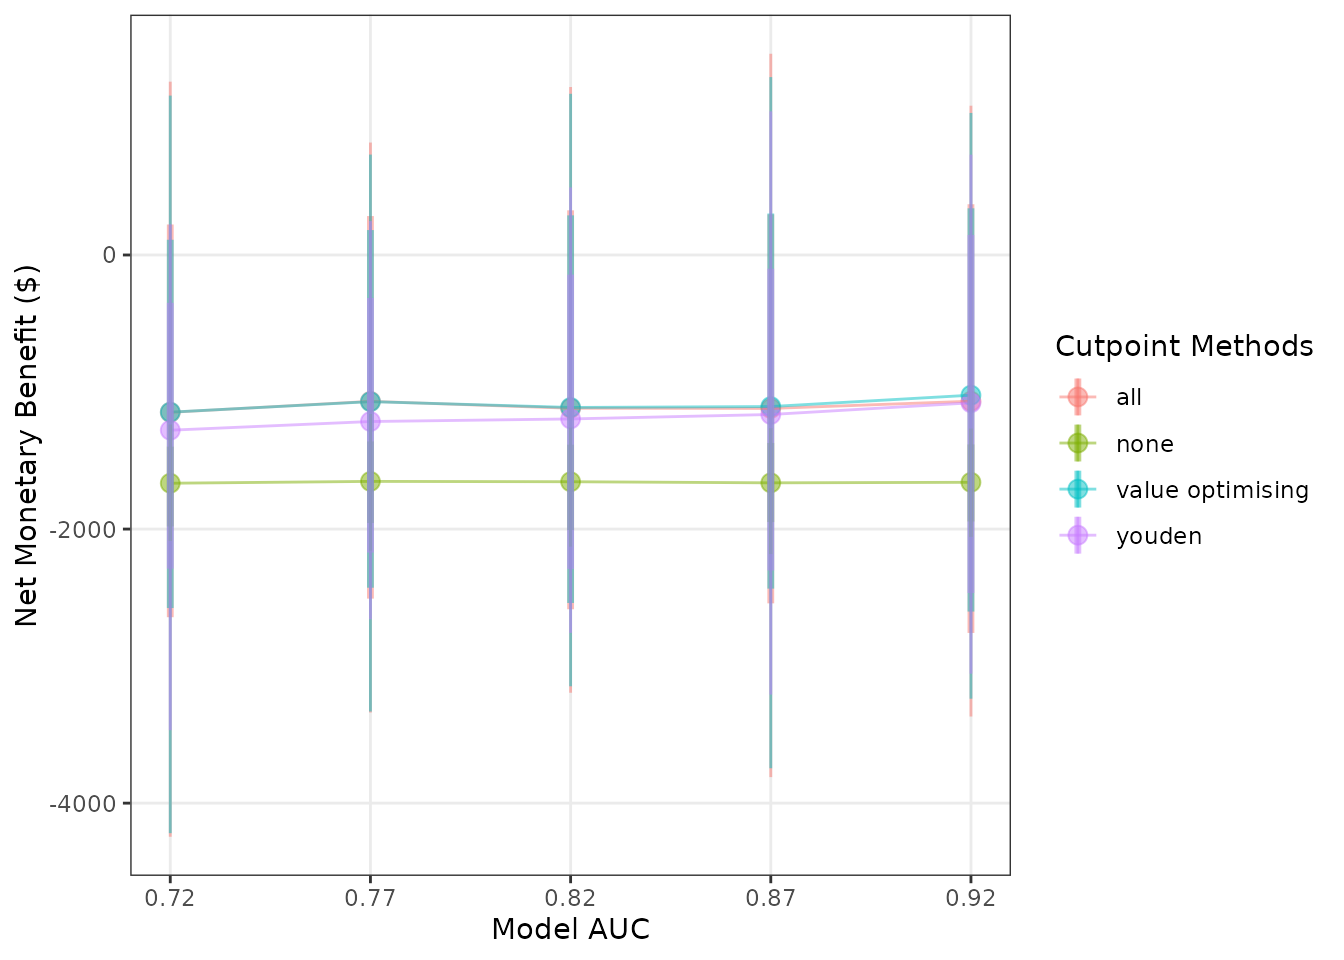 Net Monetary Benefit ($)
0
-2000
-4000
0.72
0.77
0.82
0.87
0.92
Model AUC
Cutpoint Methods
all
none
value optimising
youden